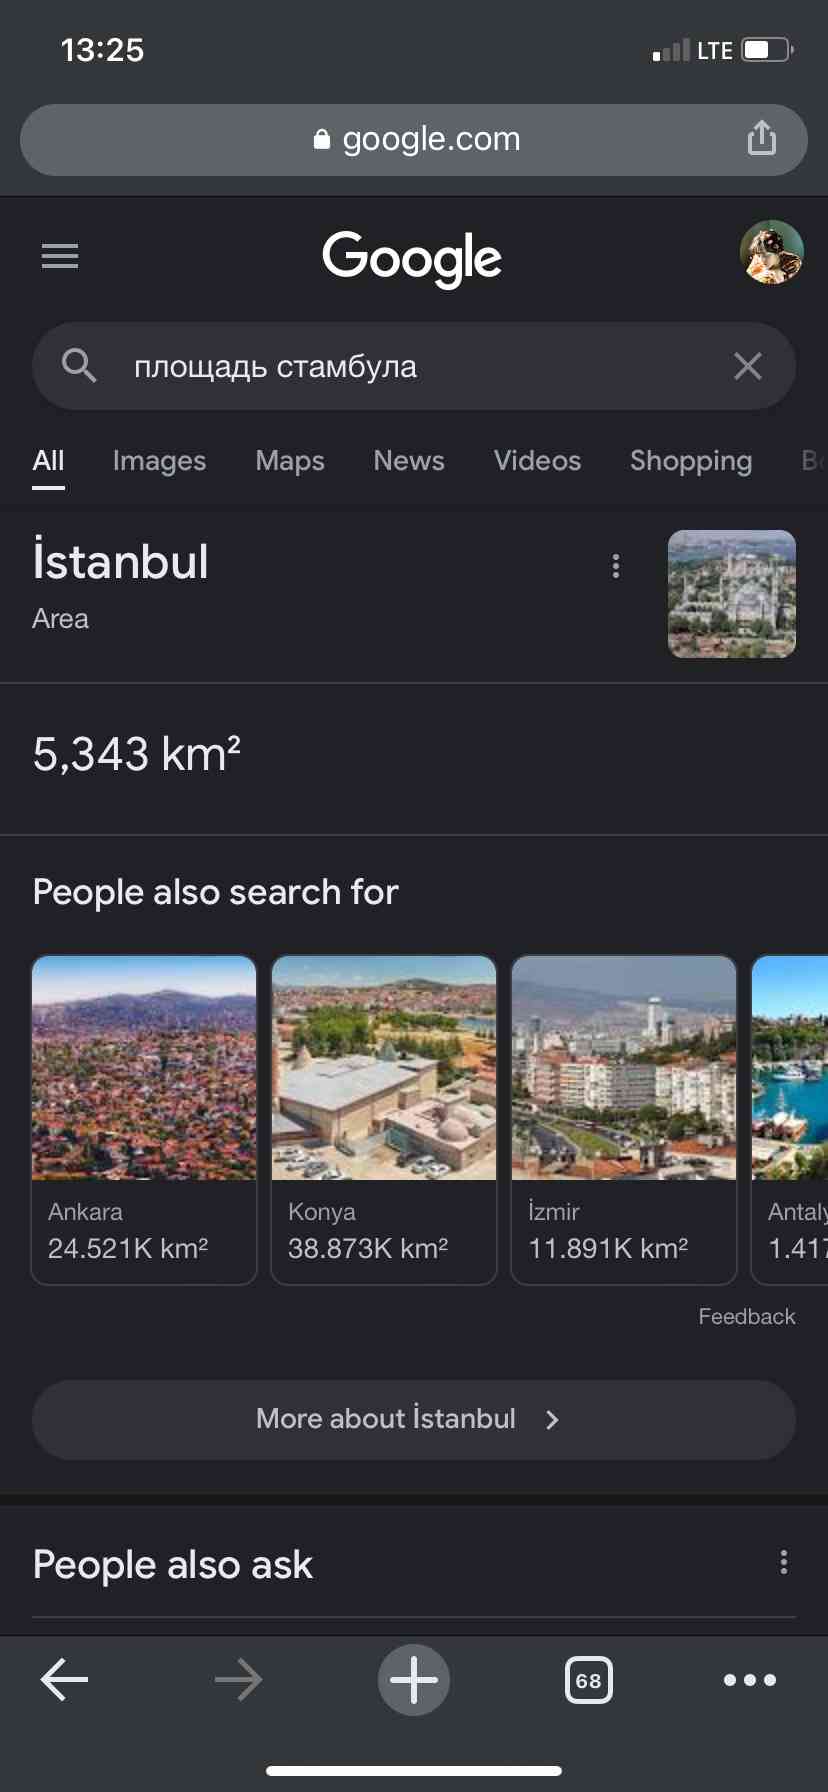 13:25
LTE
google.com
Google
площадь стамбула
All Images Maps News Videos Shopping
İstanbul
Area
5,343 km²
People also search for
Ankara
24.521K km²
Konya
38.873K km²
İzmir
11.891K km²
Antaly
1.417
Feedback
More about İstanbul
People also ask
68